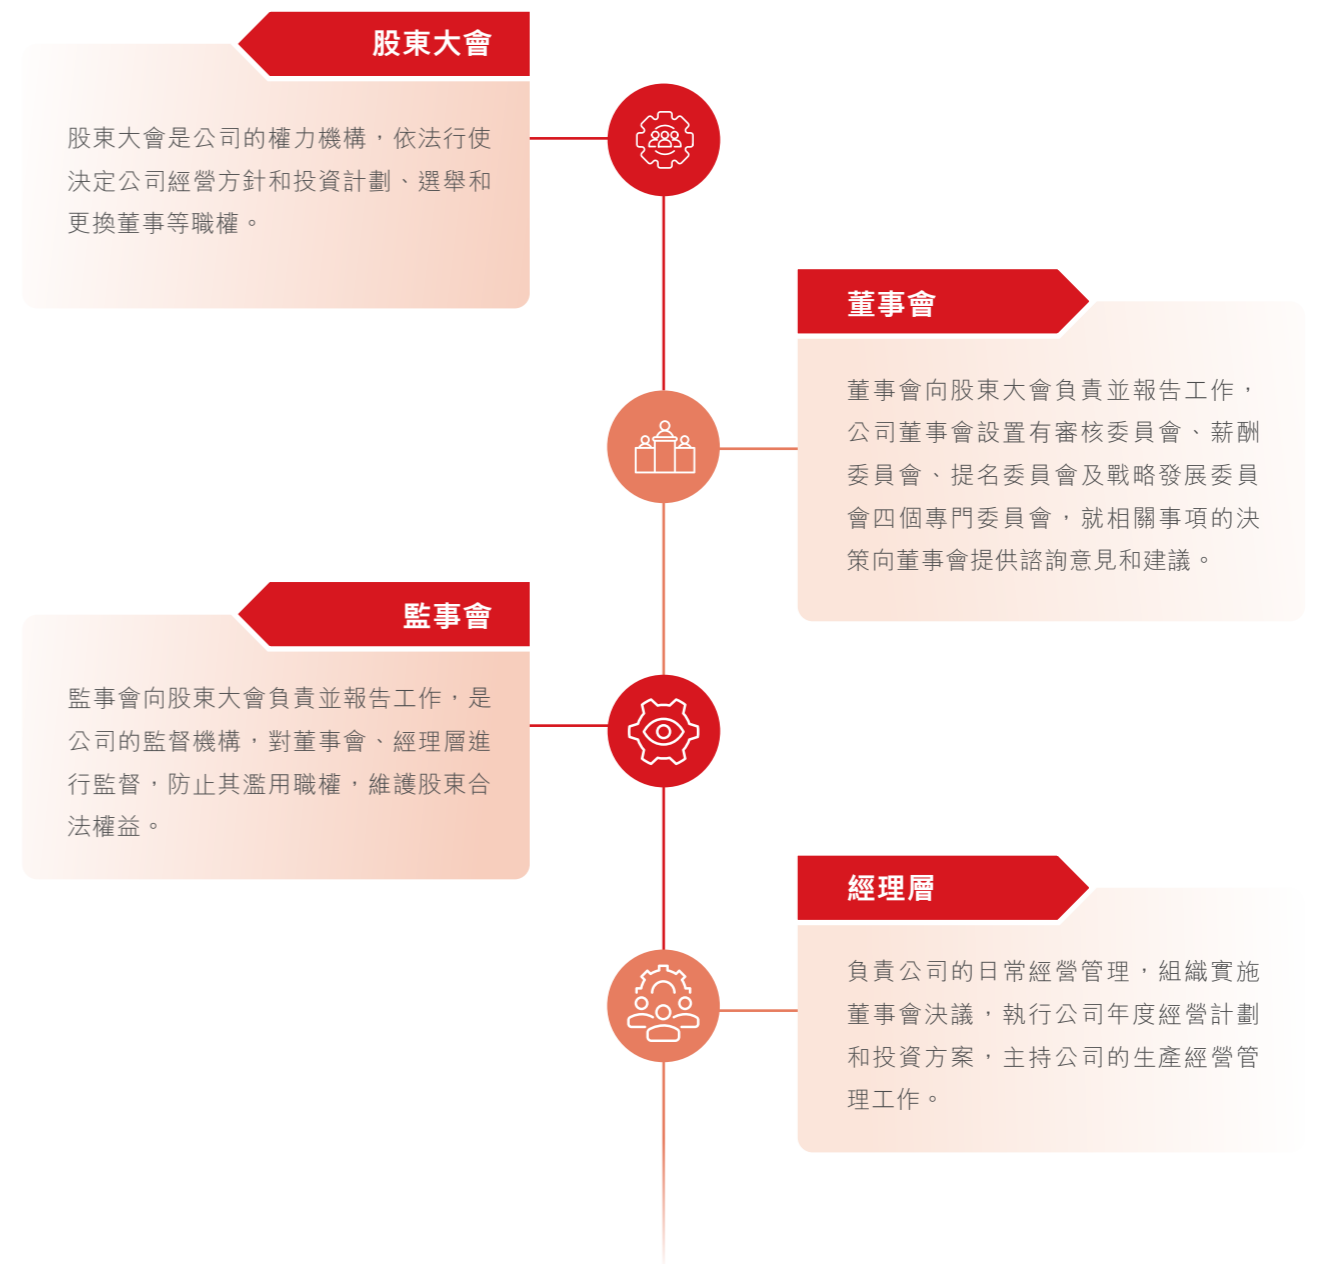 股東大會
股東大會是公司的權力機構，依法行使
決定公司經營方針和投資計劃、選舉和
更換董事等職權。
董事會
董事會向股東大會負責並報告工作，
公司董事會設置有審核委員會、薪酬
委員會、提名委員會及戰略發展委員
會四個專門委員會，就相關事項的決
策向董事會提供諮詢意見和建議。
監事會
監事會向股東大會負責並報告工作，是
公司的監督機構，對董事會、經理層進
行監督，防止其濫用職權，維護股東合
法權益。
經理層
負責公司的日常經營管理，組織實施
董事會決議，執行公司年度經營計劃
和投資方案，主持公司的生產經營管
理工作。